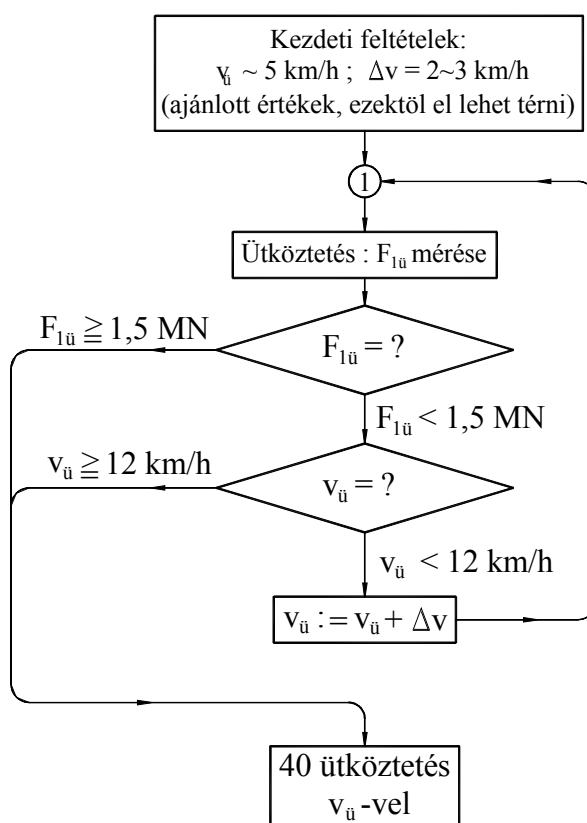 Kezdeti feltételek:
vü ~ 5 km/h ; Δv = 2~3 km/h
(ajánlott értékek, ezektöl el lehet térni)
1
Ütköztetés : F1ü mérése
F1ü ≧ 1,5 MN
F1ü = ?
F1ü < 1,5 MN
vü ≧ 12 km/h
vü = ?
vü < 12 km/h
vü := vü + Δv
40 ütköztetés
vü -vel